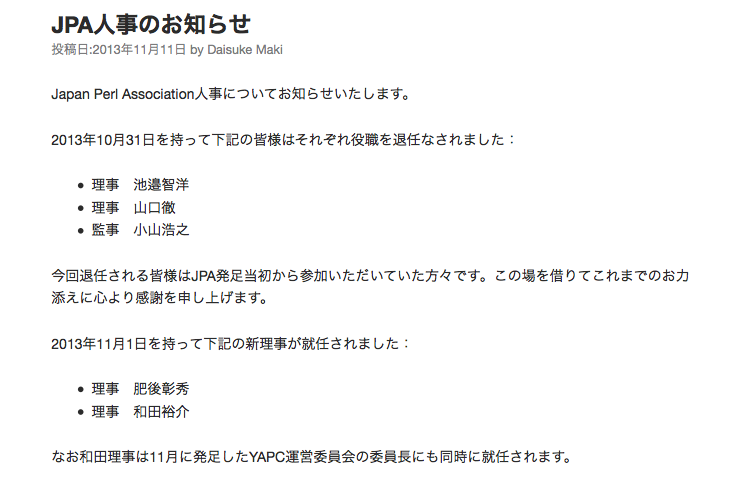 JPA人事のお知らせ
投稿日:2013年11月11日 by Daisuke Maki
Japan Perl Association人事についてお知らせいたします。
2013年10月31日を持って下記の皆様はそれぞれ役職を退任なされました：
• 理事　池邉智洋
• 理事　山口徹
• 監事　小山浩之
今回退任される皆様はJPA発足当初から参加いただいていた方々です。この場を借りてこれまでのお力
添えに心より感謝を申し上げます。
2013年11月1日を持って下記の新理事が就任されました：
• 理事　肥後彰秀
• 理事　和田裕介
なお和田理事は11月に発足したYAPC運営委員会の委員長にも同時に就任されます。